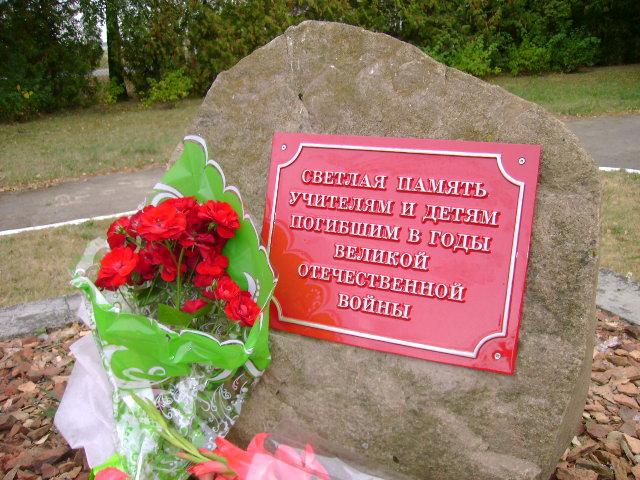 СВЕТЛАЯ ПАМЯТЬ
УЧИТЕЛЯМ И ДЕТЯМ
ПОГИБШИМ В ГОДЫ
ВЕЛИКОЙ
ОТЕЧЕСТВЕННОЙ
ВОЙНЫ